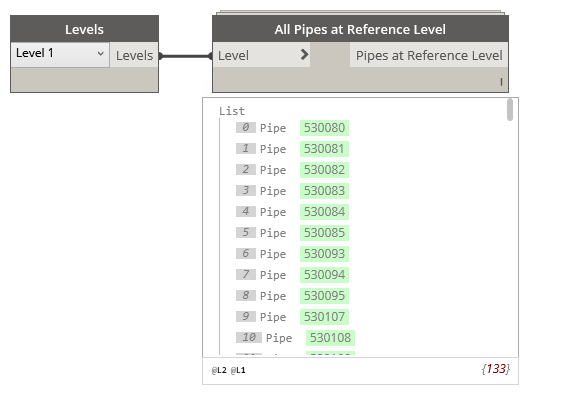 Levels
Level 1 Levels
All Pipes at Reference Level
Level > Pipes at Reference Level
l
List
0 Pipe 530080
1 Pipe 530081
2 Pipe 530082
3 Pipe 530083
4 Pipe 530084
5 Pipe 530085
6 Pipe 530093
7 Pipe 530094
8 Pipe 530095
9 Pipe 530107
10 Pipe 530108
@L2 @L1 {133}